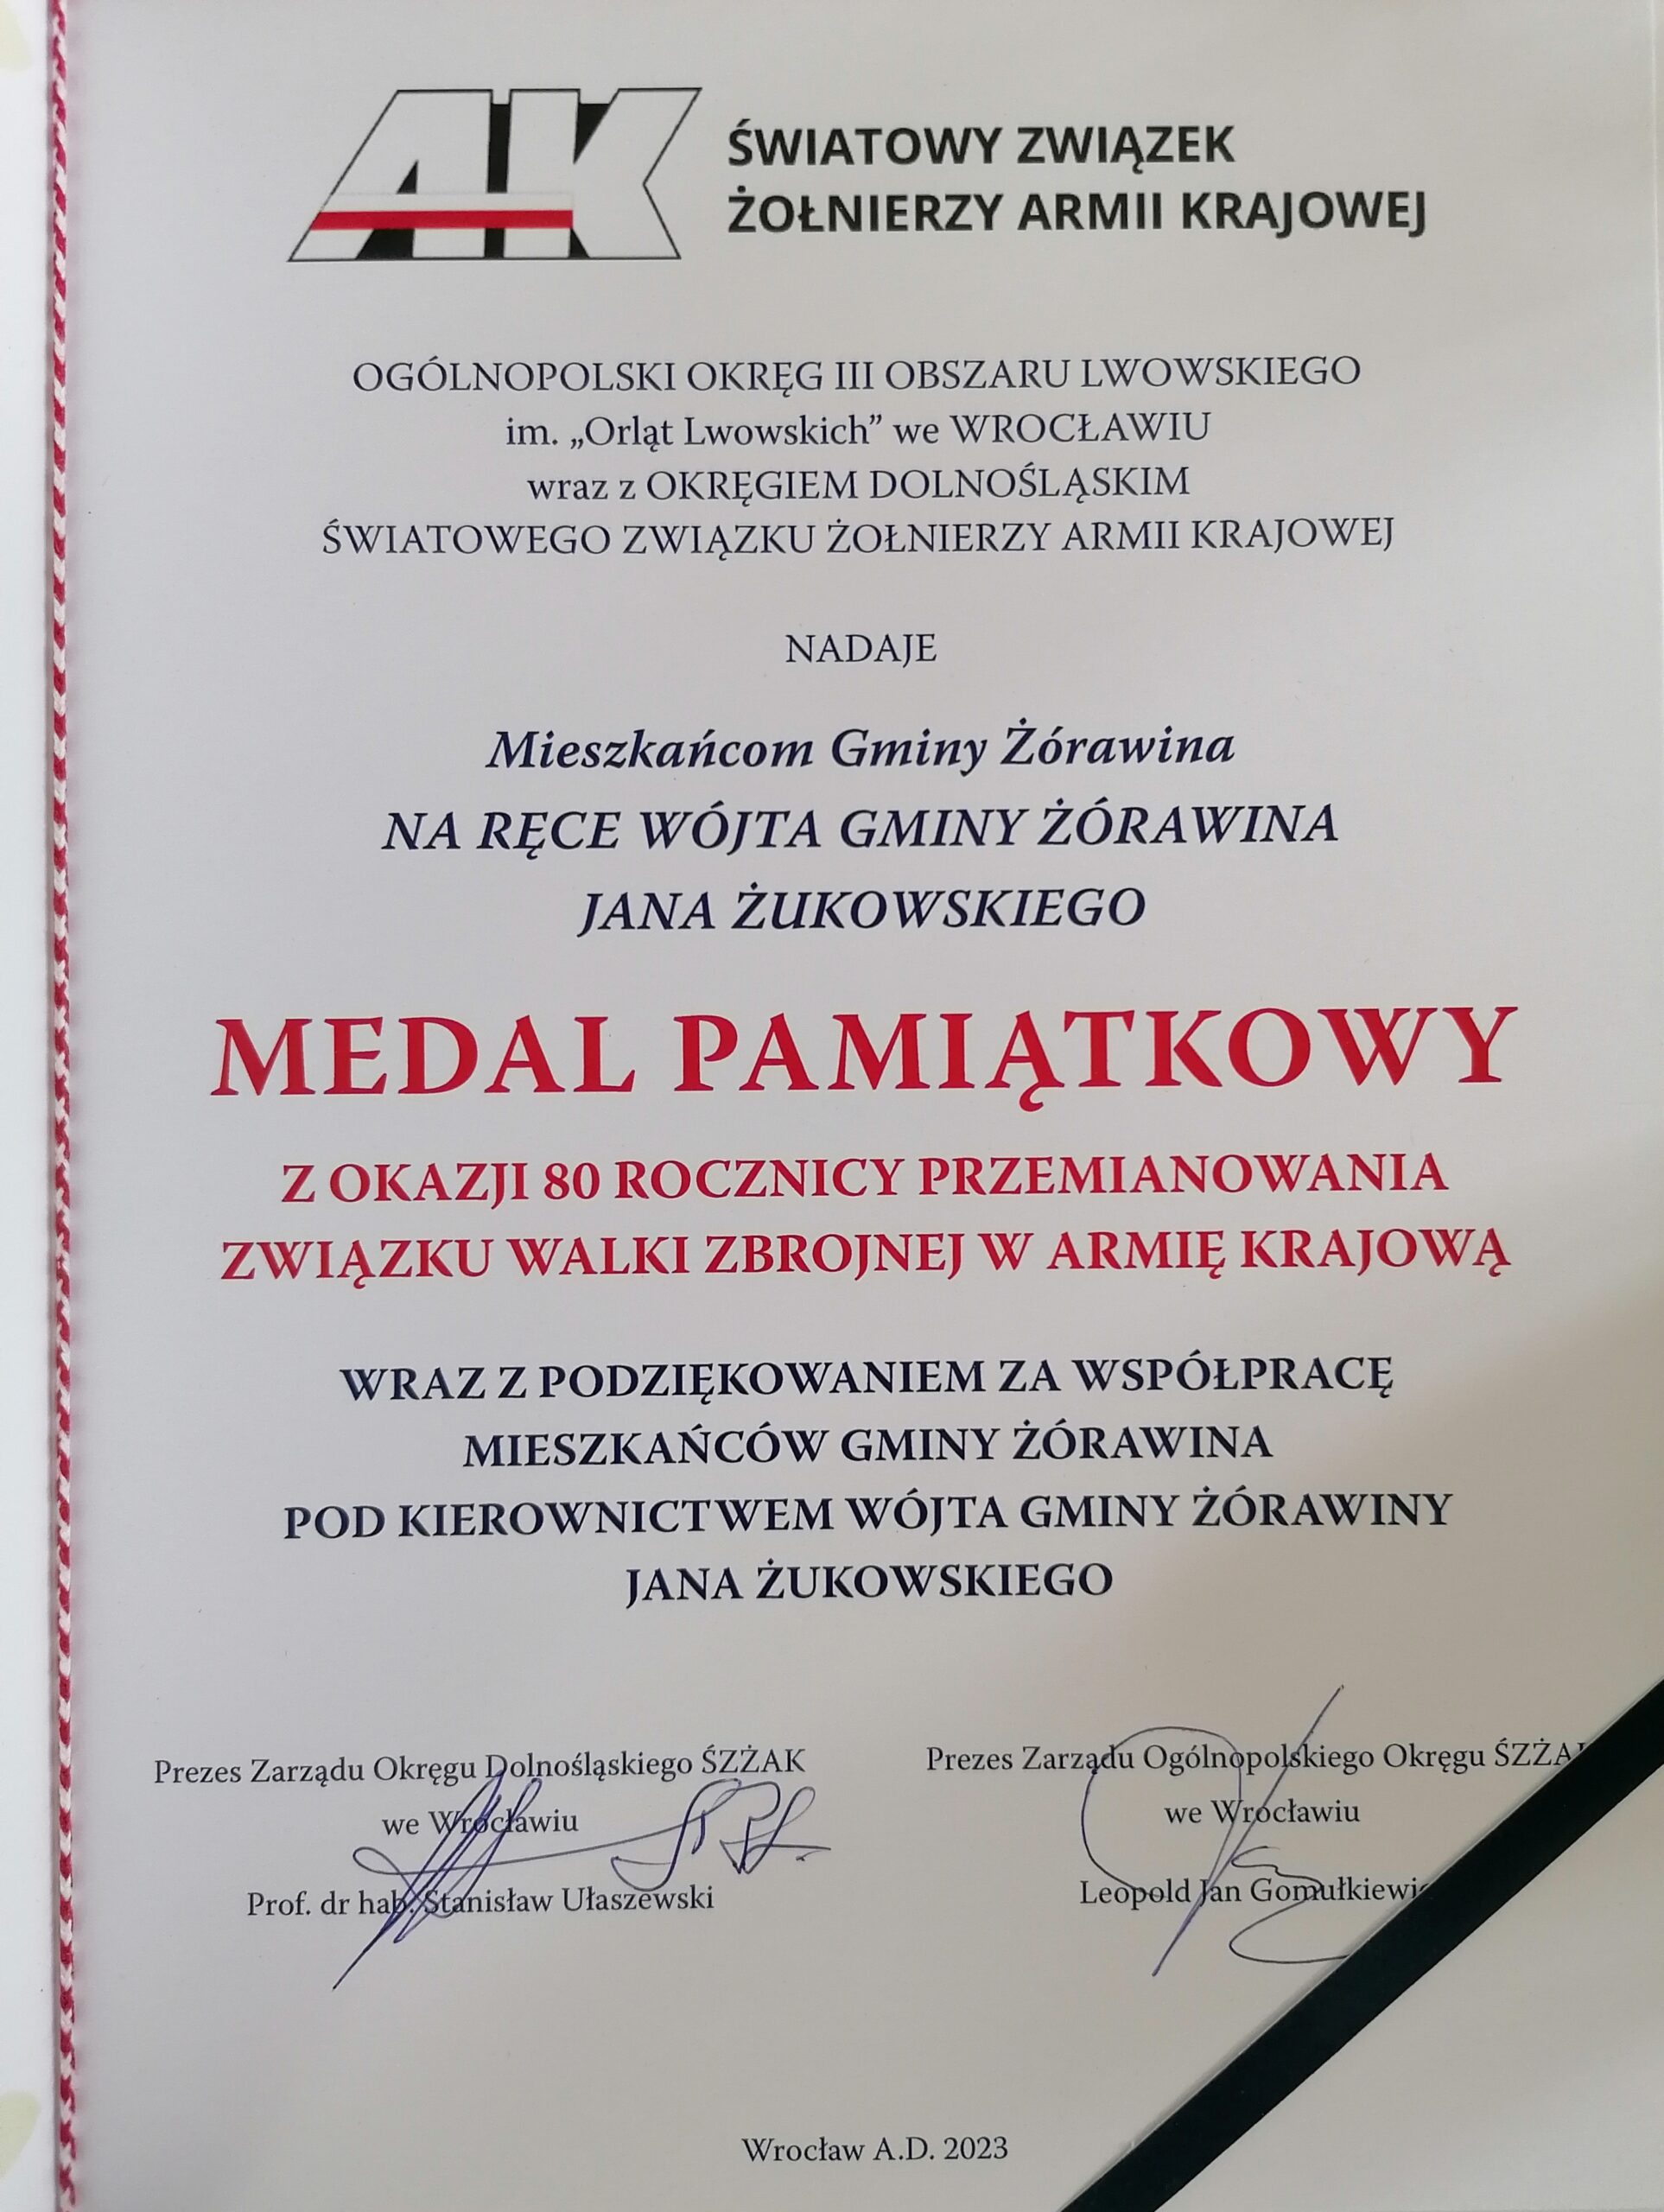 AK
ŚWIATOWY ZWIĄZEK
ŻOŁNIERZY ARMII KRAJOWEJ
OGÓLNOPOLSKI OKRĘG III OBSZARU LWOWSKIEGO
im. „Orląt Lwowskich” we WROCŁAWIU
wraz z OKRĘGIEM DOLNOŚLĄSKIM
ŚWIATOWEGO ZWIĄZKU ŻOŁNIERZY ARMII KRAJOWEJ
NADAJE
Mieszkańcom Gminy Żórawina
NA RĘCE WÓJTA GMINY ŻÓRAWINA
JANA ŻUKOWSKIEGO
MEDAL PAMIĄTKOWY
Z OKAZJI 80 ROCZNICY PRZEMIANOWANIA
ZWIĄZKU WALKI ZBROJNEJ W ARMIĘ KRAJOWĄ
WRAZ Z PODZIĘKOWANIEM ZA WSPÓŁPRACĘ
MIESZKAŃCÓW GMINY ŻÓRAWINA
POD KIEROWNICTWEM WÓJTA GMINY ŻÓRAWINY
JANA ŻUKOWSKIEGO
Prezes Zarządu Okręgu Dolnośląskiego ŚZŻAK
we Wrocławiu
Prof. dr hab. Stanisław Ułaszewski
Prezes Zarządu Ogólnopolskiego Okręgu
we Wrocławiu
Leopold Jan
Wrocław A.D. 2023